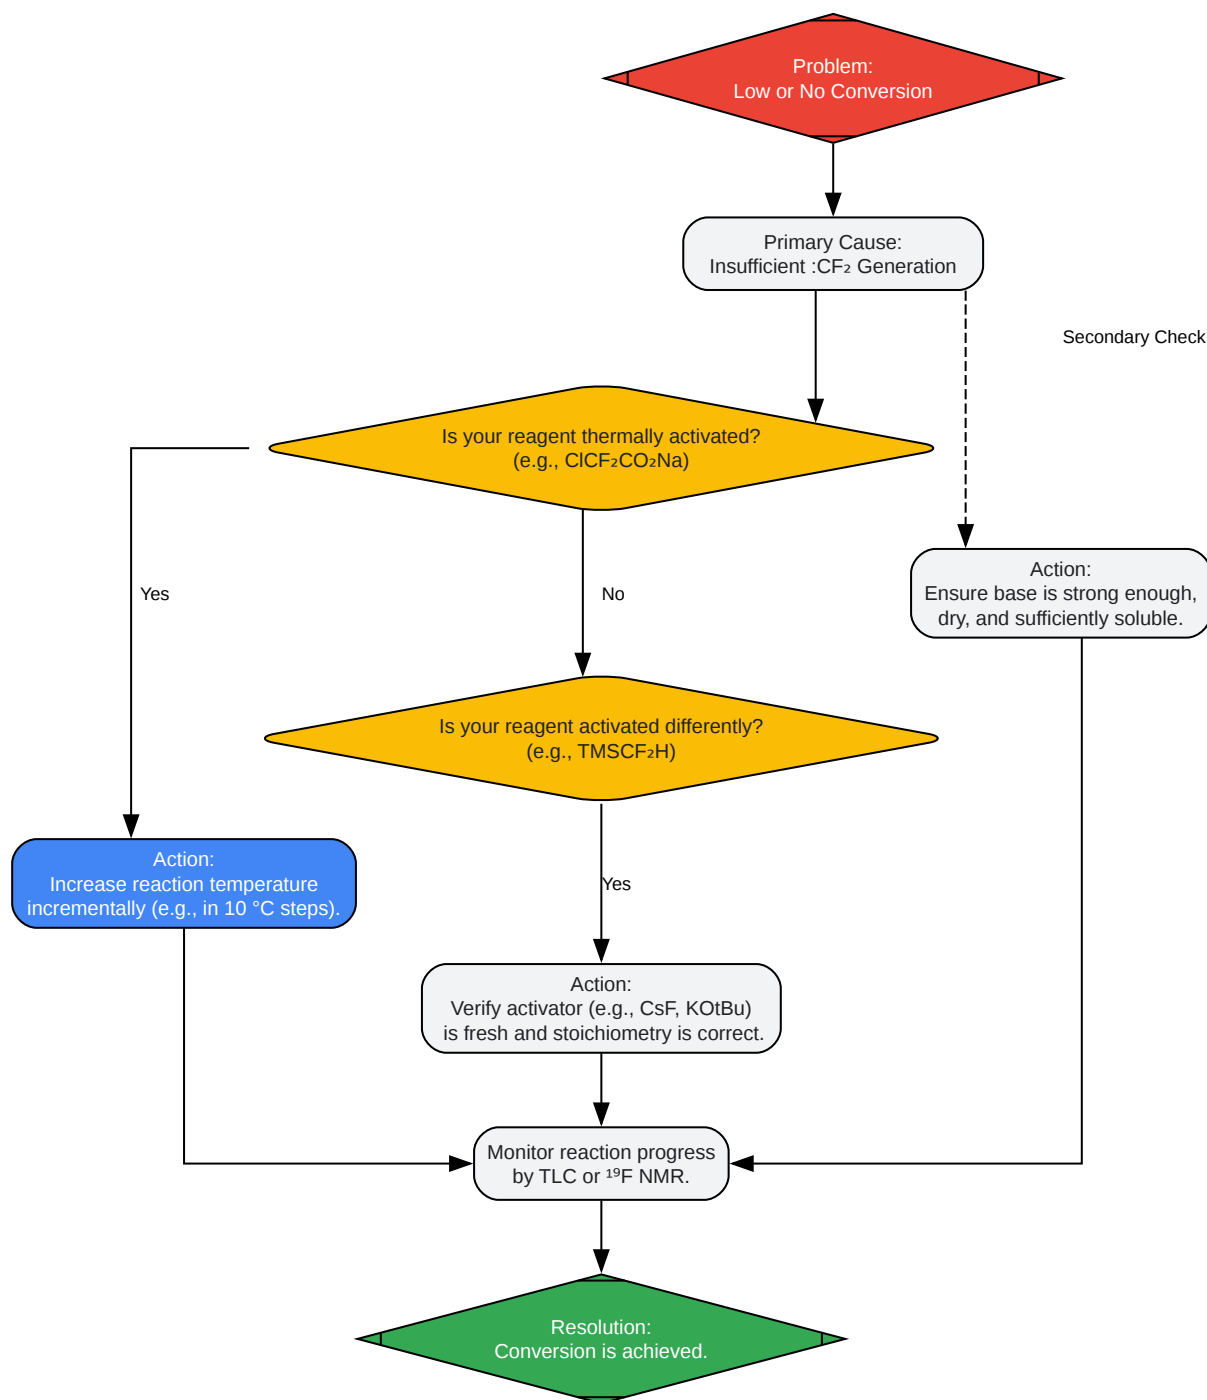 Problem:
Low or No Conversion
Primary Cause:
Insufficient :CF₂ Generation
Secondary Check
Is your reagent thermally activated?
(e.g., ClCF₂CO₂Na)
Yes
No
Action:
Ensure base is strong enough,
dry, and sufficiently soluble.
Is your reagent activated differently?
(e.g., TMSCF₂H)
Action:
Increase reaction temperature
incrementally (e.g., in 10 °C steps).
Yes
Action:
Verify activator (e.g., CsF, KOtBu)
is fresh and stoichiometry is correct.
Monitor reaction progress
by TLC or ¹⁹F NMR.
Resolution:
Conversion is achieved.